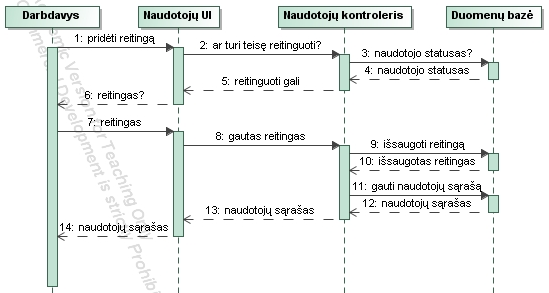 Darbdavys
Naudotojų UI
Naudotojų kontroleris
Duomenų bazė
1: pridėti reitingą
2: ar turi teisę reitinguoti?
3: naudotojo statusas?
4: naudotojo statusas
5: reitinguoti gali
6: reitingas?
7: reitingas
8: gautas reitingas
9: išsaugoti reitingą
10: išsaugotas reitingas
11: gauti naudotojų sąrašą
12: naudotojų sąrašas
13: naudotojų sąrašas
14: naudotojų sąrašas
Academic Version for Teaching Only
Commercial Development is strictly Prohibi